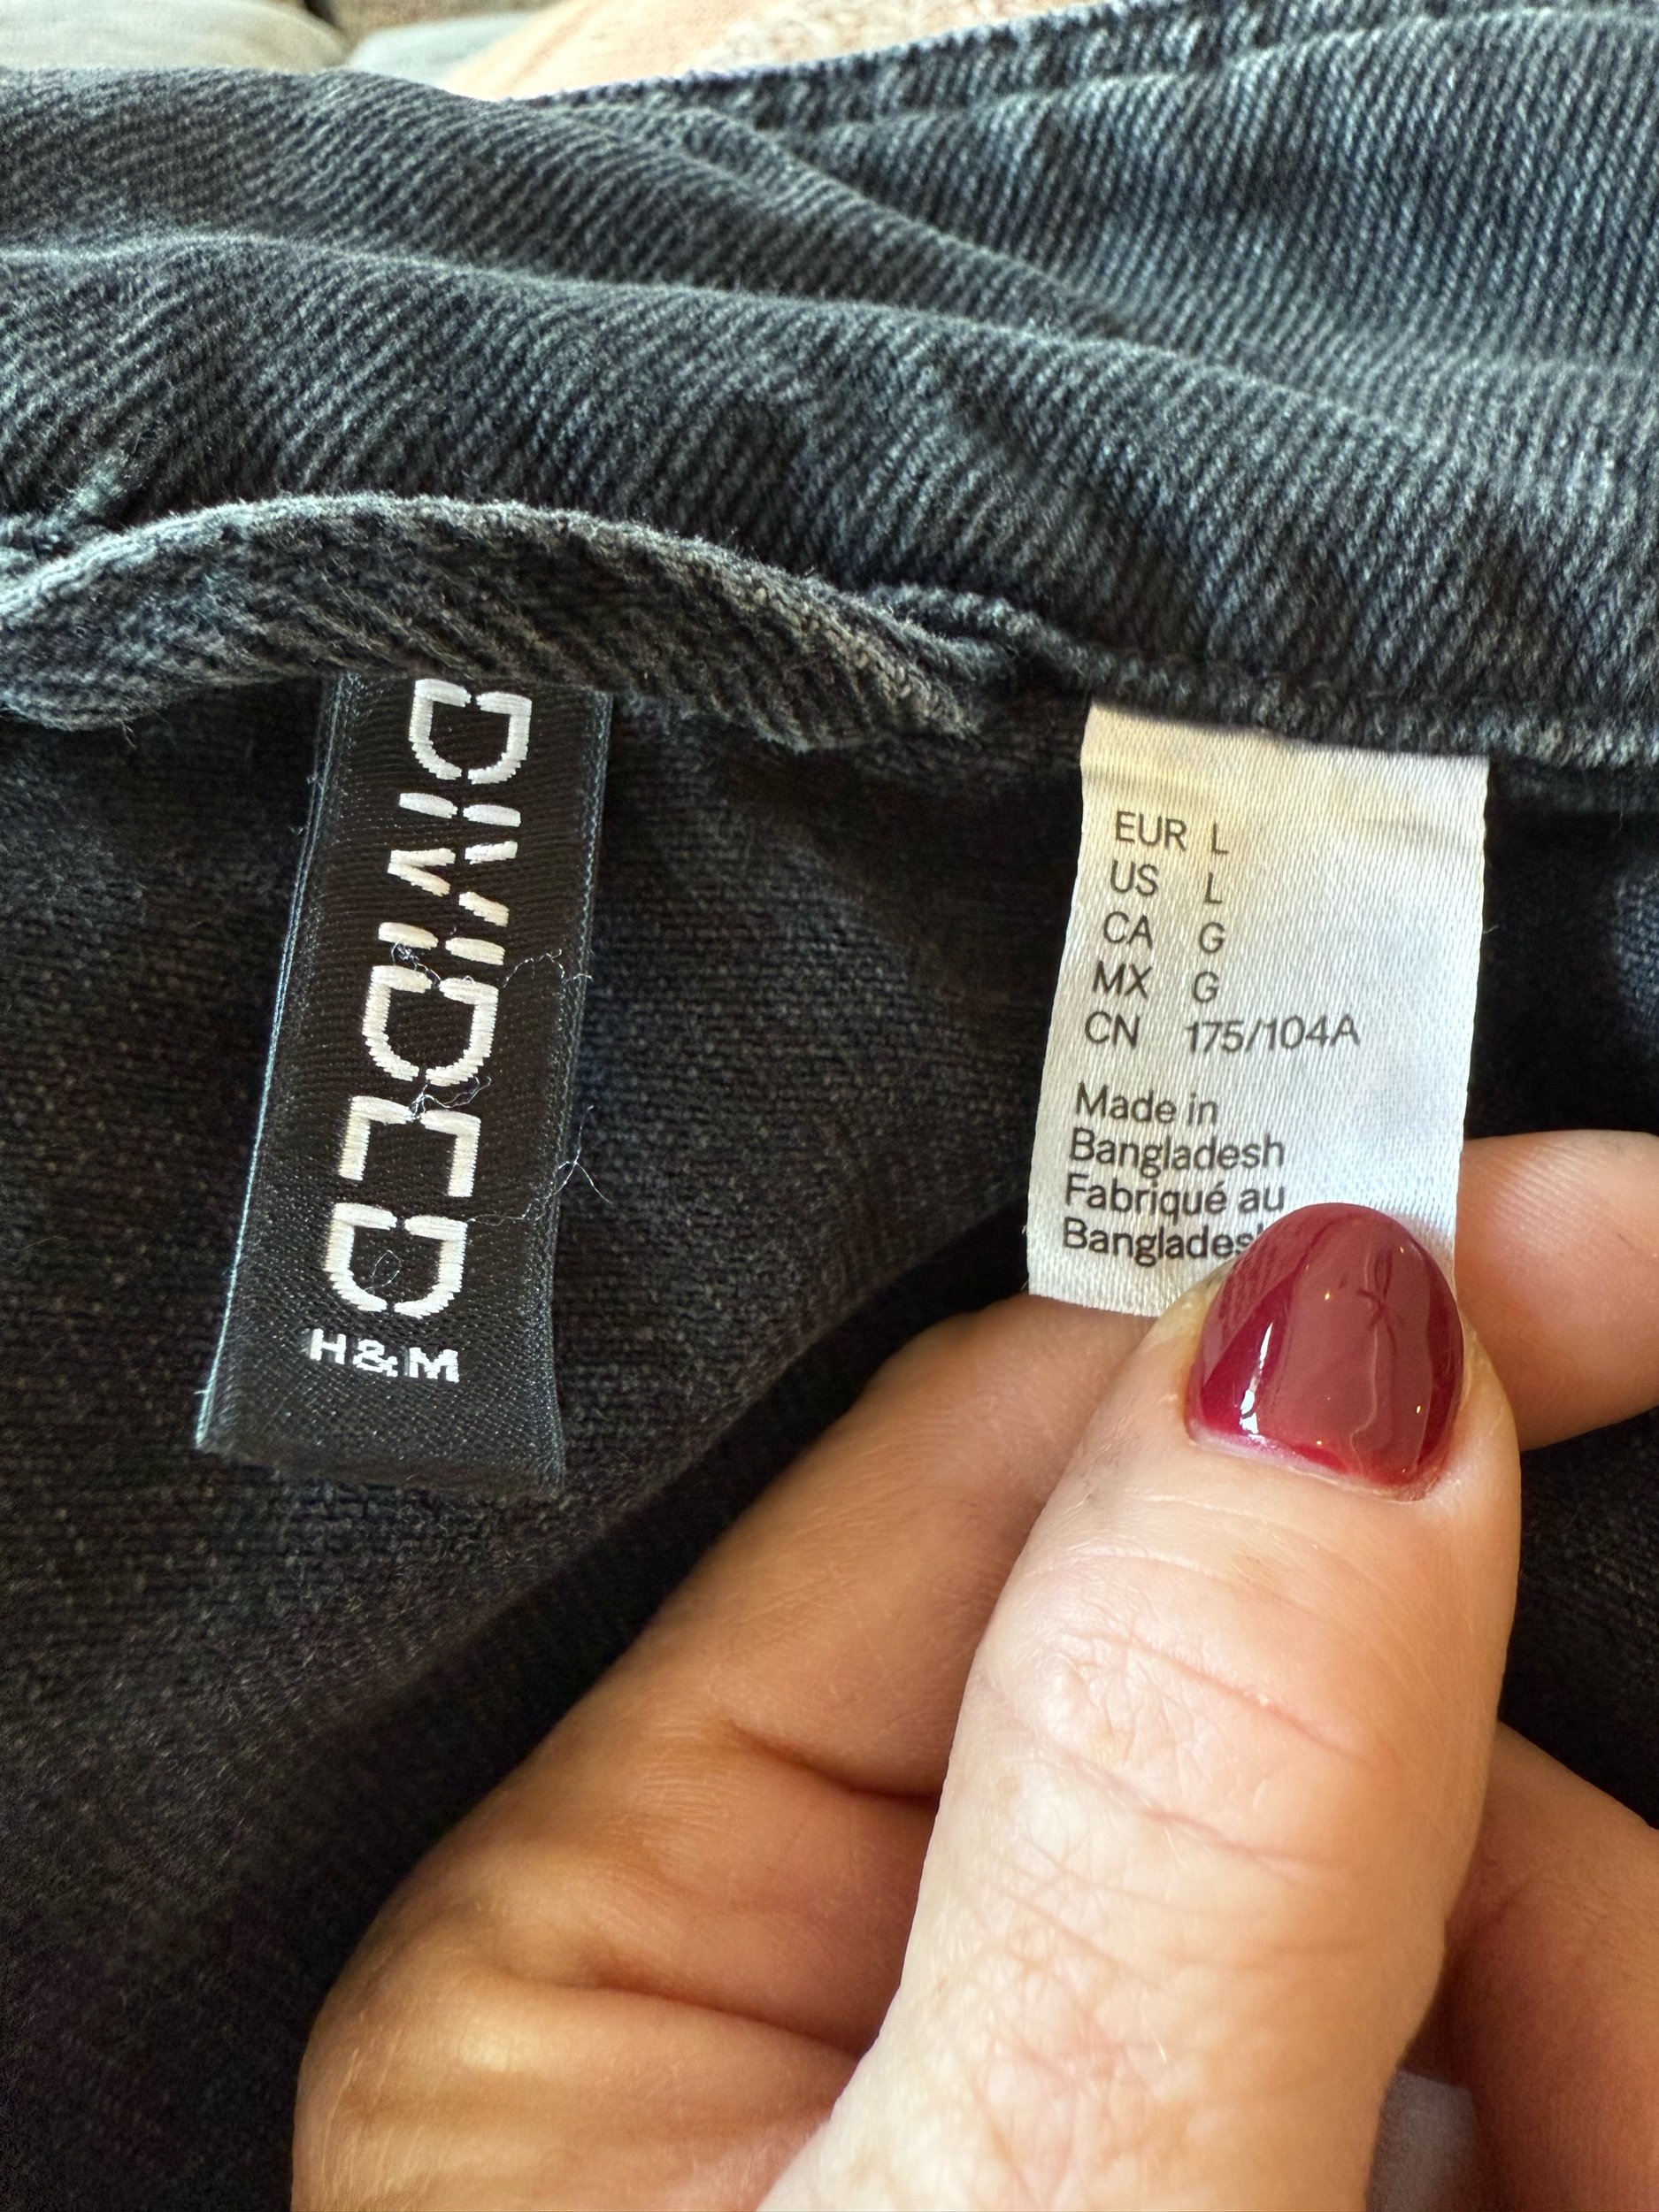 DIVIDED
H&M
EUR L
US L
CA G
MX G
CN 175/104A
Made in
Bangladesh
Fabriqué au